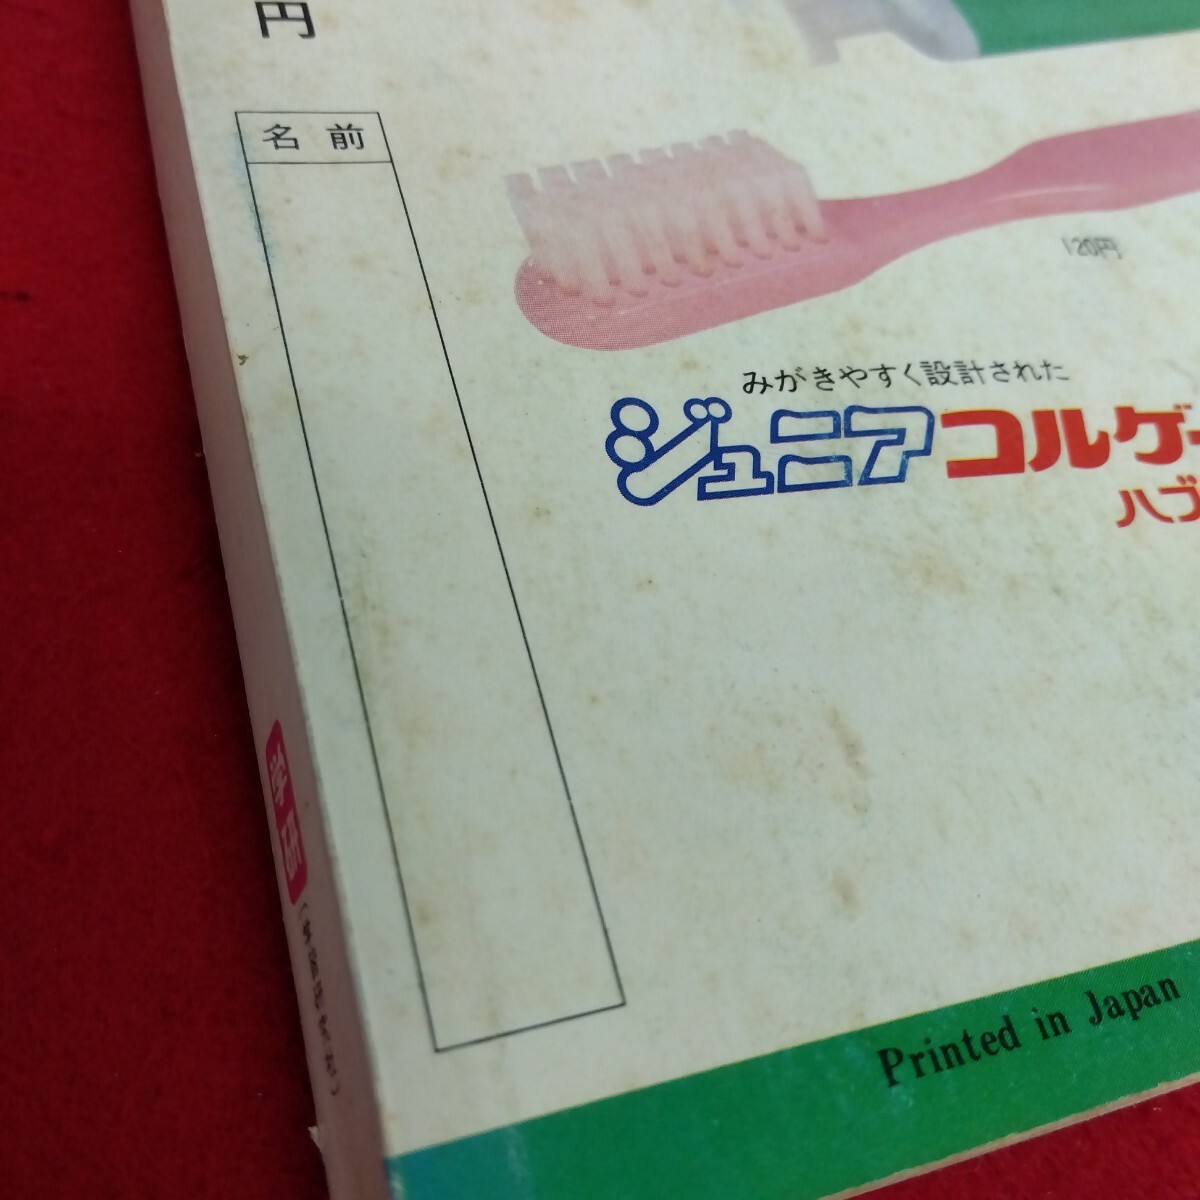 円
名前
120円
みがきやすく設計された
ジュニアコルゲー
ハブ
Printed in Japan